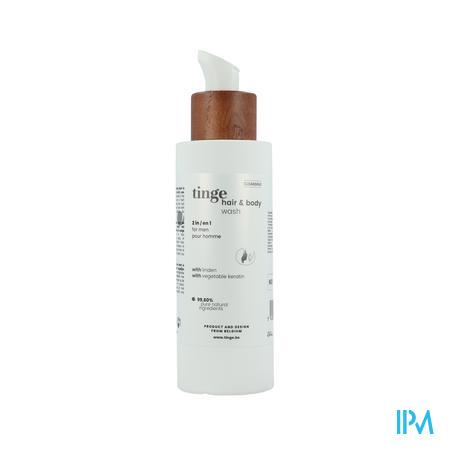 CLEANSING
tinge
hair & body
wash
2 in / en 1
for men
pour homme
with linden
with vegetable keratin
99,60%
pure natural
ingredients
PRODUCT AND DESIGN
FROM BELGIUM
www.tinge.be
IPM